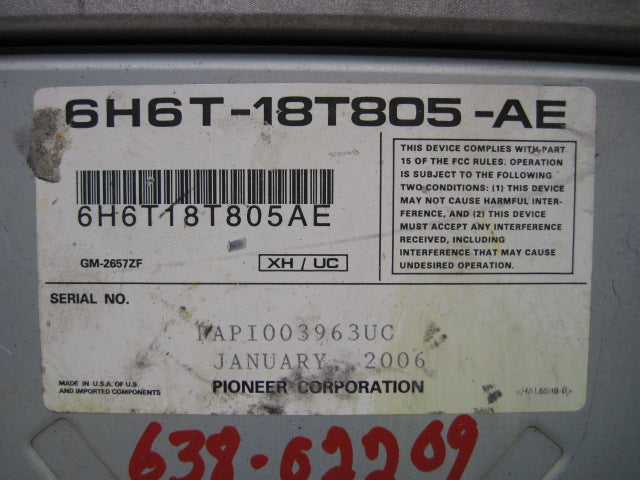 6H6T-18T805-AE
6H6T18T805AE
GM-2657ZF
XH / UC
THIS DEVICE COMPLIES WITH PART
15 OF THE FCC RULES. OPERATION
IS SUBJECT TO THE FOLLOWING
TWO CONDITIONS: (1) THIS DEVICE
MAY NOT CAUSE HARMFUL INTER-
FERENCE, AND (2) THIS DEVICE
MUST ACCEPT ANY INTERFERENCE
RECEIVED, INCLUDING
INTERFERENCE THAT MAY CAUSE
UNDESIRED OPERATION.
SERIAL NO.
PAPI003963UC
JANUARY 2006
MADE IN U.S.A. OF U.S.
AND IMPORTED COMPONENTS
PIONEER CORPORATION
638-02209